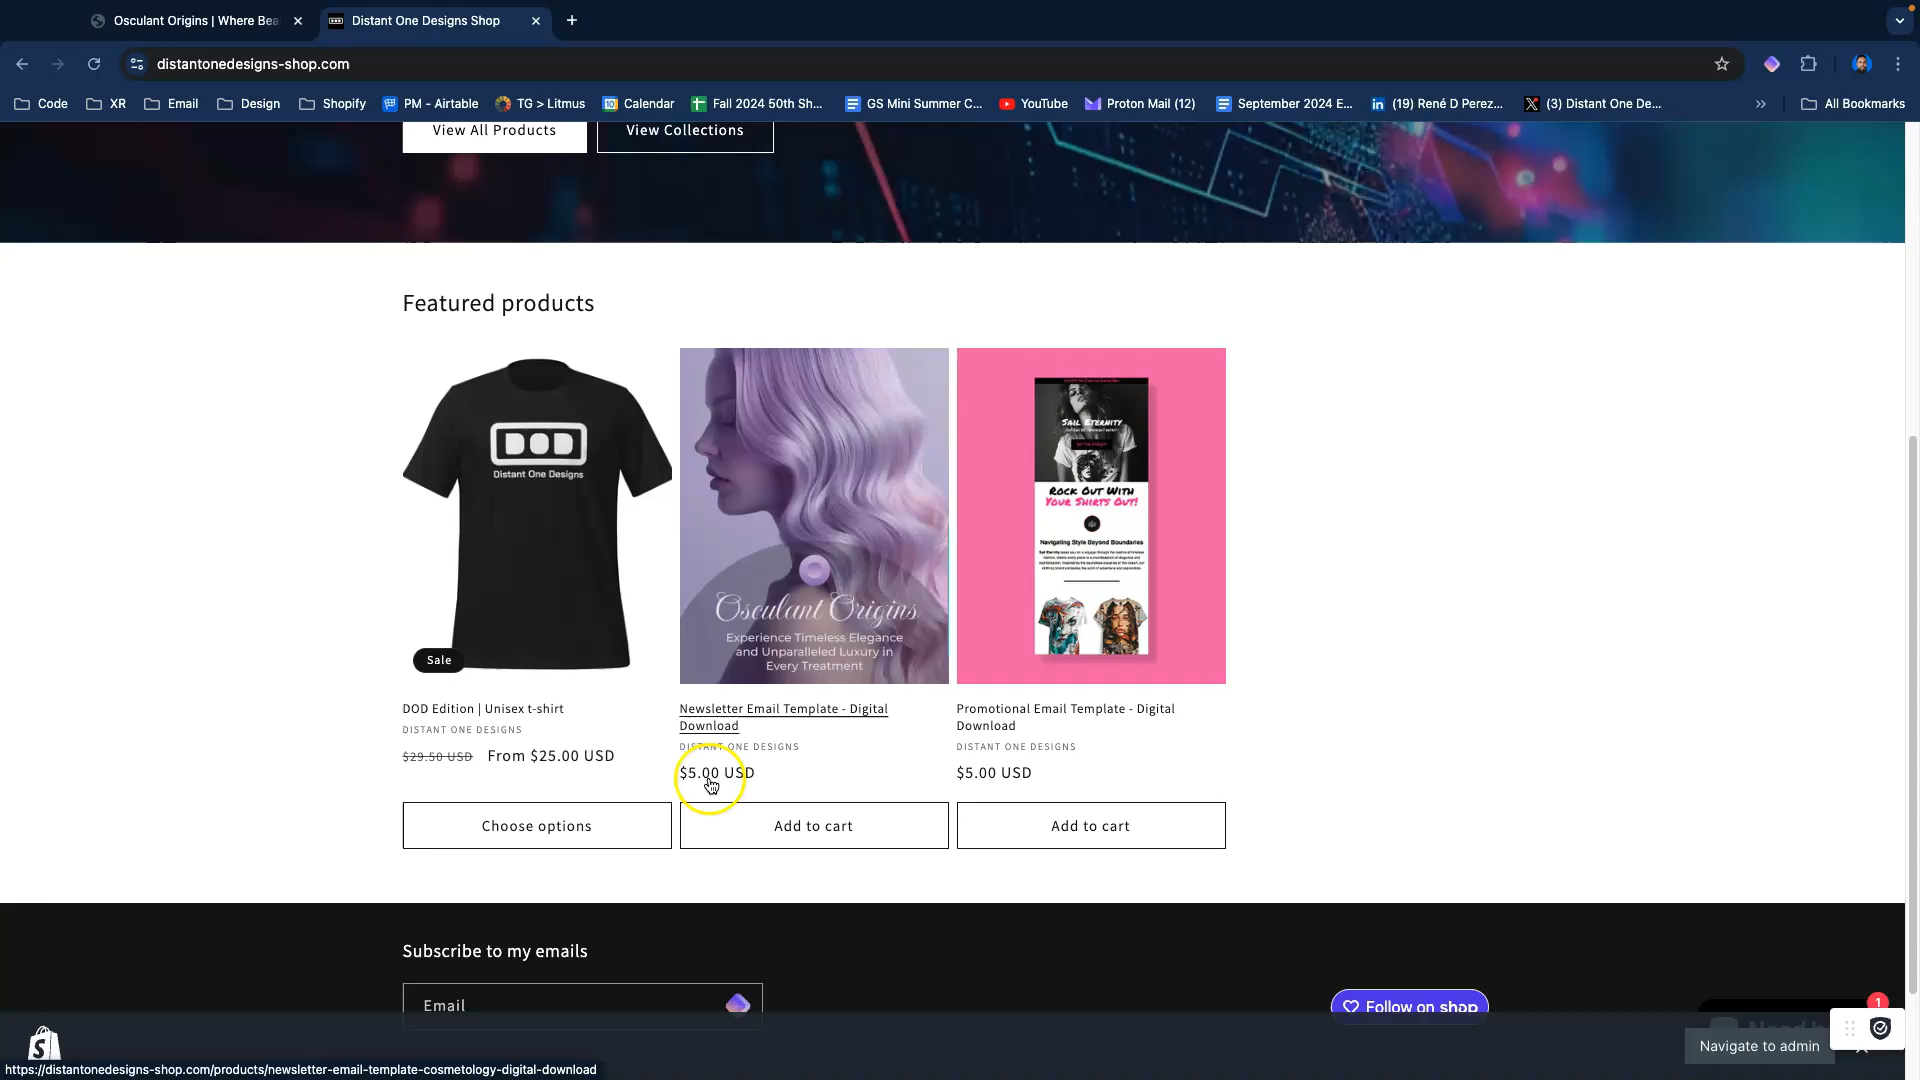 Osculant Origins | Where Bea
Distant One Designs Shop
distantonedesigns-shop.com
Code
XR
Email
Design
Shopify
PM - Airtable
TG > Litmus
Calendar
Fall 2024 50th Sh...
GS Mini Summer C...
YouTube
Proton Mail (12)
September 2024 E...
(19) René D Perez...
(3) Distant One De...
All Bookmarks
View All Products
View Collections
Featured products
DOD
Distant One Designs
Sale
Osculant Origins
Experience Timeless Elegance
and Unparalleled Luxury in
Every Treatment
Sail Eternity
Rock Out With
Your Shirts Out!
Navigating Style Beyond Boundaries
DOD Edition | Unisex t-shirt
DISTANT ONE DESIGNS
$29.50 USD From $25.00 USD
Choose options
Newsletter Email Template - Digital
Download
DISTANT ONE DESIGNS
$5.00 USD
Add to cart
Promotional Email Template - Digital
Download
DISTANT ONE DESIGNS
$5.00 USD
Add to cart
Subscribe to my emails
Email
Follow on shop
1
Navigate to admin
https://distantonedesigns-shop.com/products/newsletter-email-template-cosmetology-digital-download